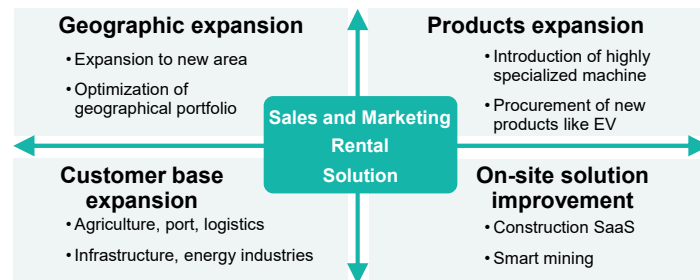 Geographic expansion
• Expansion to new area
• Optimization of
geographical portfolio
Products expansion
• Introduction of highly
specialized machine
• Procurement of new
products like EV
Sales and Marketing
Rental
Solution
Customer base
expansion
• Agriculture, port, logistics
• Infrastructure, energy industries
On-site solution
improvement
• Construction SaaS
• Smart mining